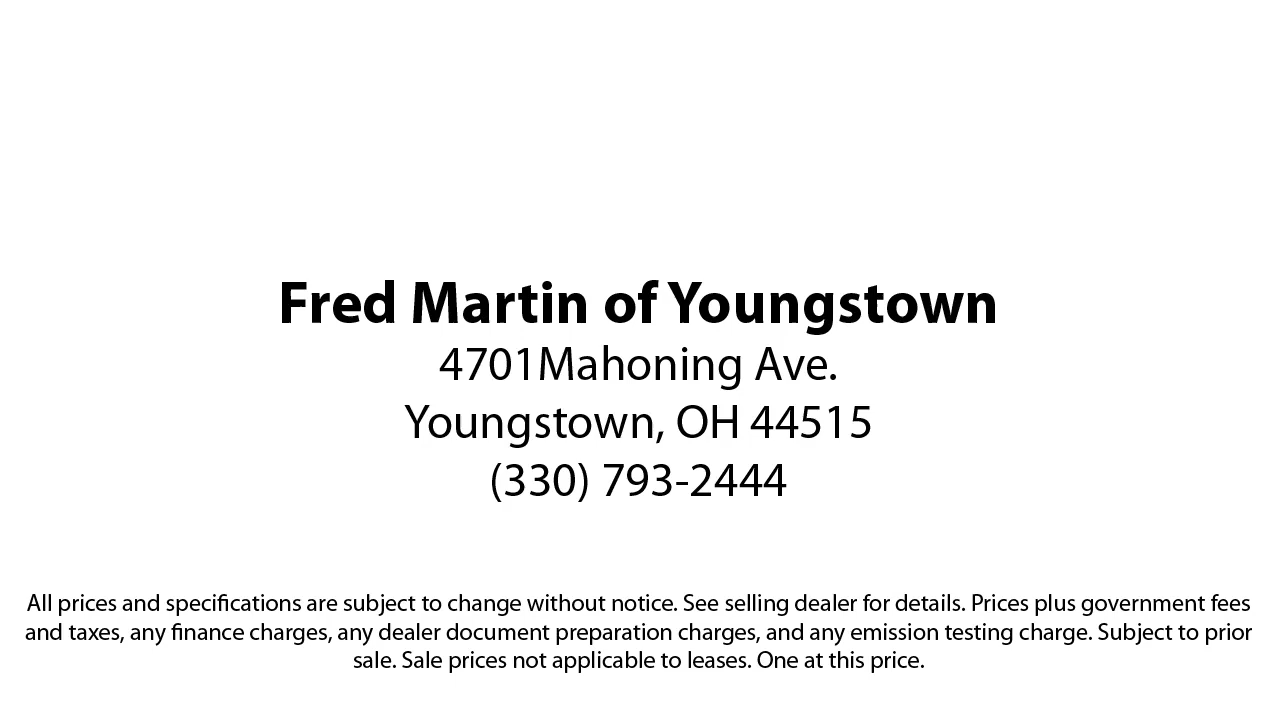 Fred Martin of Youngstown
4701Mahoning Ave.
Youngstown, OH 44515
(330) 793-2444
All prices and specifications are subject to change without notice. See selling dealer for details. Prices plus government fees
and taxes, any finance charges, any dealer document preparation charges, and any emission testing charge. Subject to prior
sale. Sale prices not applicable to leases. One at this price.